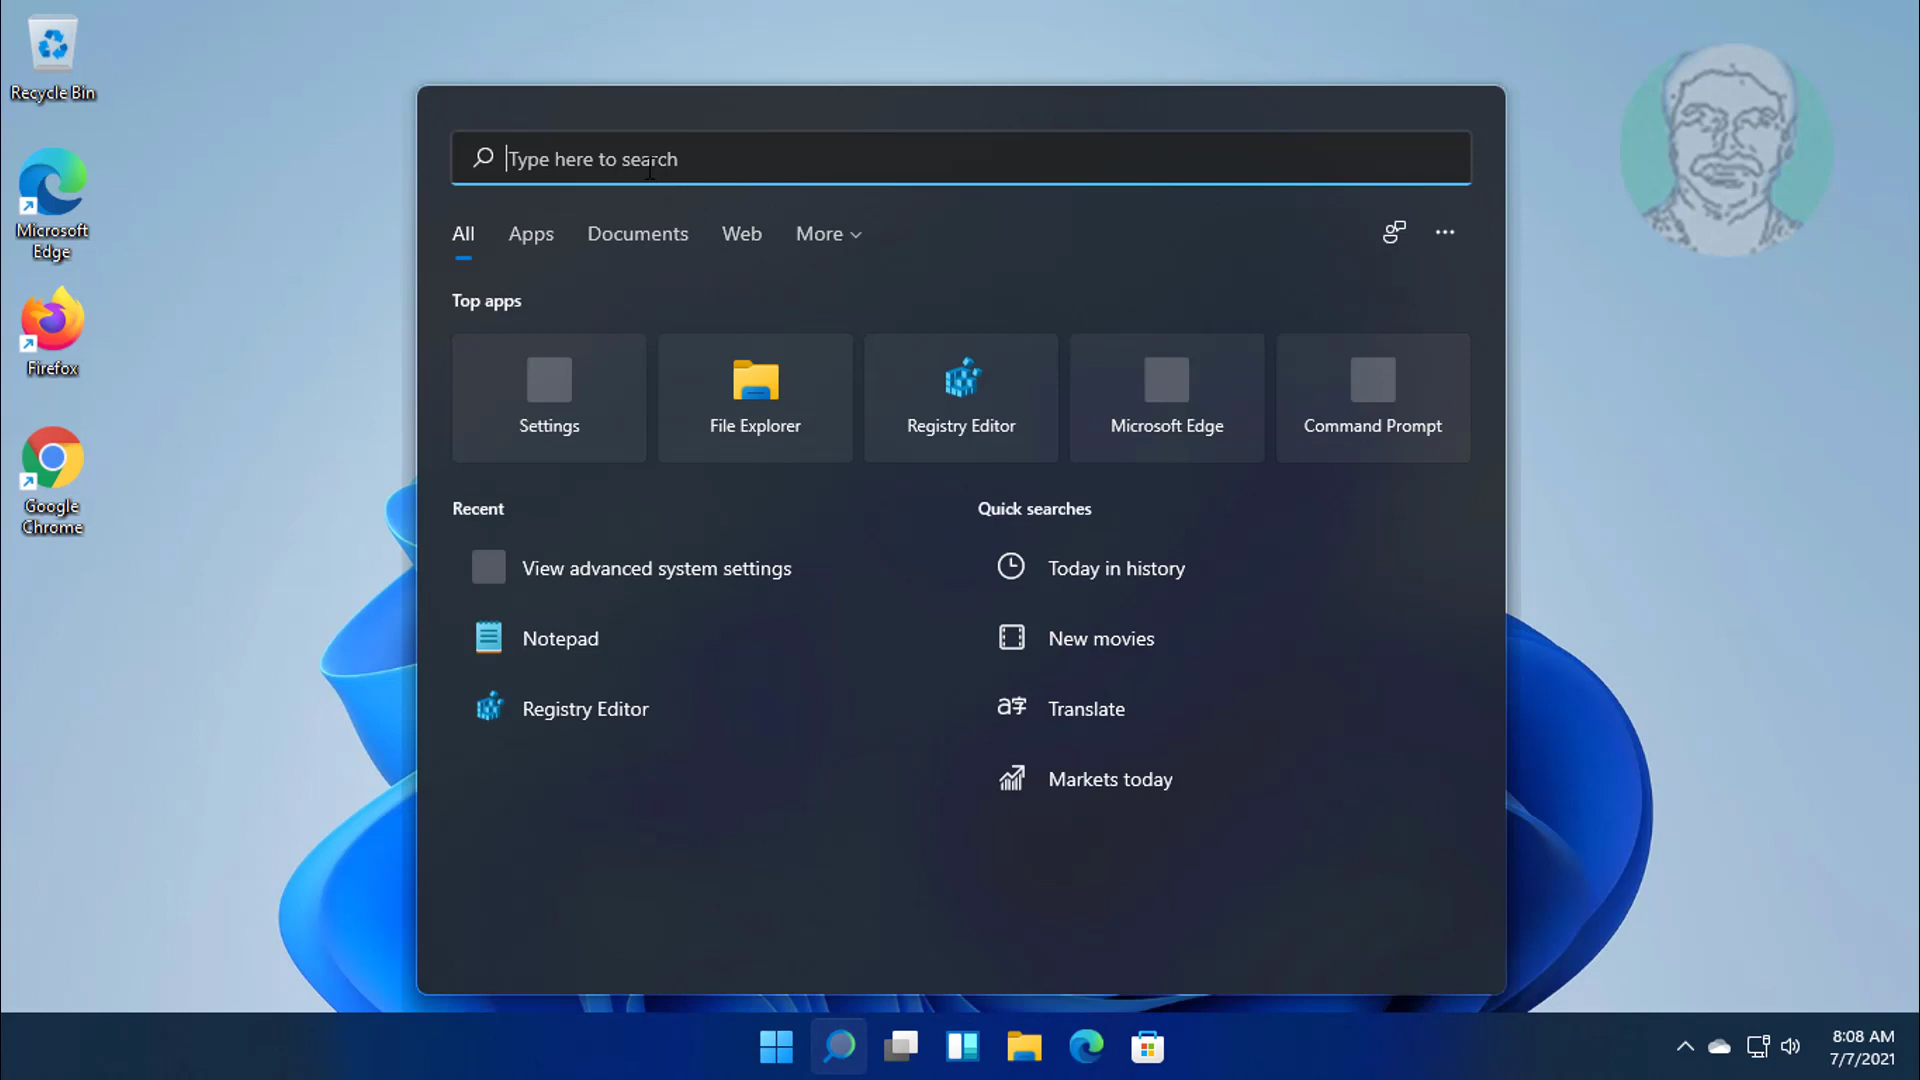 Recycle Bin
Microsoft
Edge
Firefox
Google
Chrome
Type here to search
All Apps Documents Web More
Top apps
Settings File Explorer Registry Editor Microsoft Edge Command Prompt
Recent Quick searches
View advanced system settings Today in history
Notepad New movies
Registry Editor Translate
Markets today
8:08 AM
7/7/2021